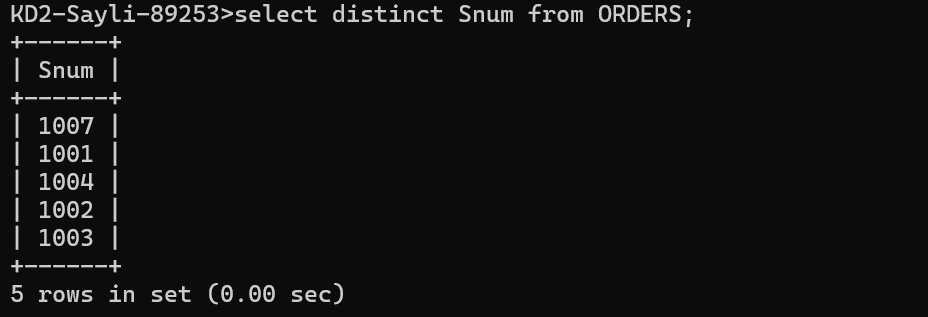 KD2-Sayli-89253>select distinct Snum from ORDERS;
+------+
| Snum |
+------+
| 1007 |
| 1001 |
| 1004 |
| 1002 |
| 1003 |
+------+
5 rows in set (0.00 sec)